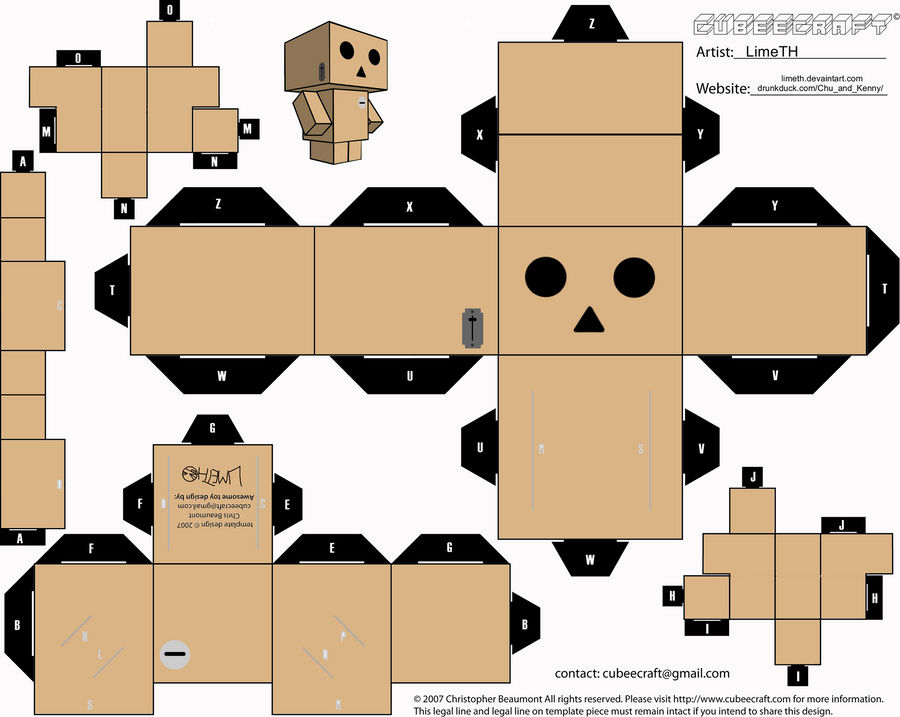 CUBEECRAFT©
Artist: LimeTH
limeth.devaintart.com
Website: drunkduck.com/Chu_and_Kenny/
O
O
M
M
N
N
A
Z
X
Y
Z
X
Y
T
T
C
W
U
V
U
V
K
S
W
D
A
G
F
D
C
E
LIMETH
Awesome toy design by:
cubeecraft@gmail.com
Chris Beaumont
template design © 2007
F
E
G
B
B
K
L
S
P
Q
R
J
J
H
H
I
I
contact: cubeecraft@gmail.com
© 2007 Christopher Beaumont All rights reserved. Please visit http://www.cubeecraft.com for more information.
This legal line and legal line on template piece must remain intact if you intend to share this design.